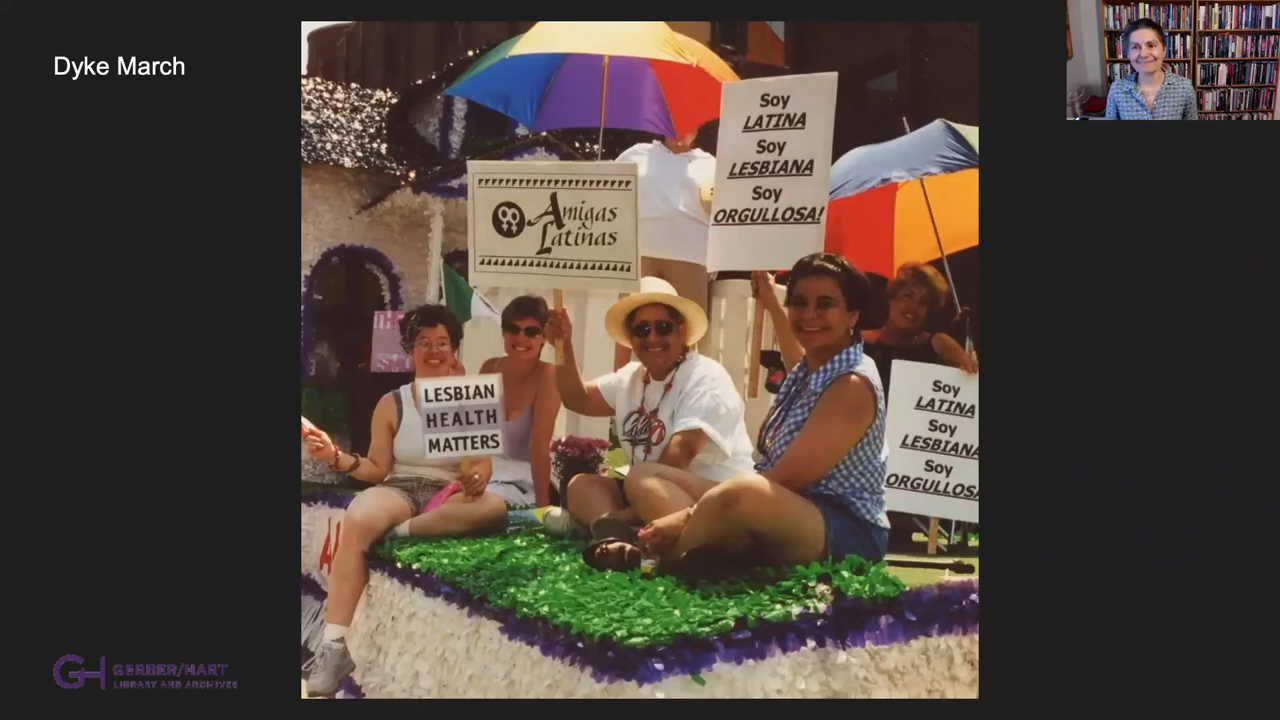 Dyke March
Soy
LATINA
Soy
LESBIANA
Soy
ORGULLOSA!
Amigas
Latinas
LESBIAN
HEALTH
MATTERS
Soy
LATINA
Soy
LESBIANA
Soy
ORGULLOSA
GH GERBER/HART
LIBRARY AND ARCHIVES